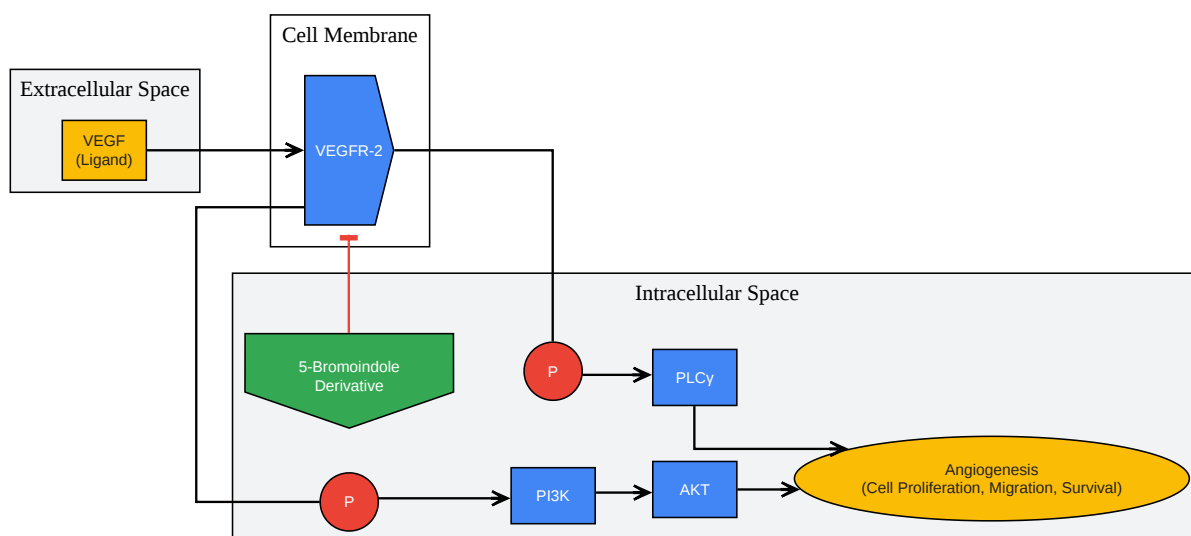 Cell Membrane
Extracellular Space
VEGF
(Ligand)
VEGFR-2
Intracellular Space
5-Bromoindole
Derivative
P
PLCγ
P
PI3K
AKT
Angiogenesis
(Cell Proliferation, Migration, Survival)